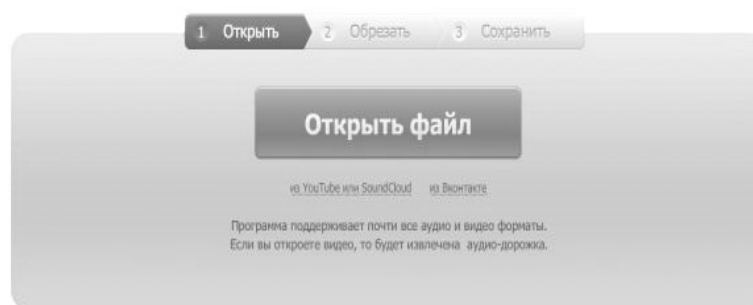 1 Открыть 2 Обрезать 3 Сохранить
Открыть файл
из YouTube или SoundCloud из Вконтакте
Программа поддерживает почти все аудио и видео форматы.
Если вы откроете видео, то будет извлечена аудио-дорожка.